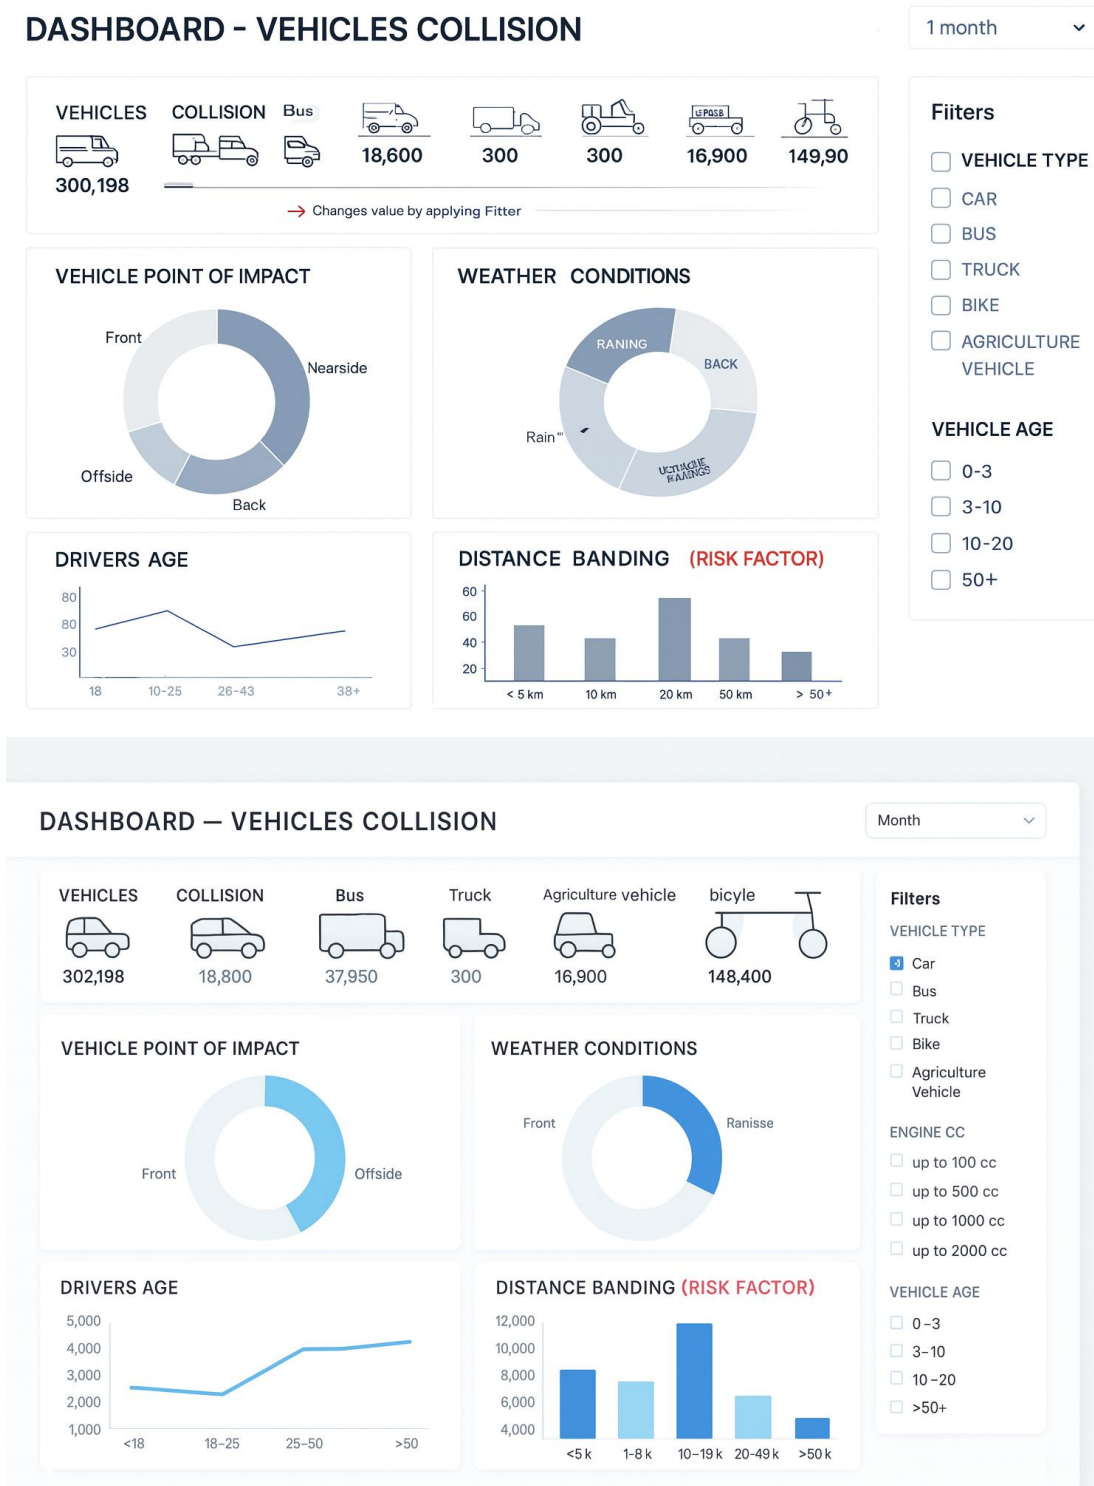 DASHBOARD - VEHICLES COLLISION
1 month
VEHICLES COLLISION Bus
LEPOSB
300,198
18,600 300 300 16,900 149,90
→ Changes value by applying Fitter
Fiiters
VEHICLE TYPE
CAR
BUS
TRUCK
BIKE
AGRICULTURE
VEHICLE
VEHICLE AGE
0-3
3-10
10-20
50+
VEHICLE POINT OF IMPACT
Front
Nearside
Offside
Back
WEATHER CONDITIONS
RANING
BACK
Rain
DRIVERS AGE
80
80
30
18 10-25 26-43 38+
DISTANCE BANDING (RISK FACTOR)
60
60
40
20
< 5 km 10 km 20 km 50 km > 50+
DASHBOARD — VEHICLES COLLISION
Month
VEHICLES COLLISION Bus Truck Agriculture vehicle bicyle
302,198 18,800 37,950 300 16,900 148,400
Filters
VEHICLE TYPE
Car
Bus
Truck
Bike
Agriculture
Vehicle
ENGINE CC
up to 100 cc
up to 500 cc
up to 1000 cc
up to 2000 cc
VEHICLE AGE
0-3
3-10
10-20
>50+
VEHICLE POINT OF IMPACT
Front
Offside
WEATHER CONDITIONS
Front
Ranisse
DRIVERS AGE
5,000
4,000
3,000
2,000
1,000
<18 18-25 25-50 >50
DISTANCE BANDING (RISK FACTOR)
12,000
10,000
8,000
6,000
4,000
<5 k 1-8 k 10-19 k 20-49 k >50 k